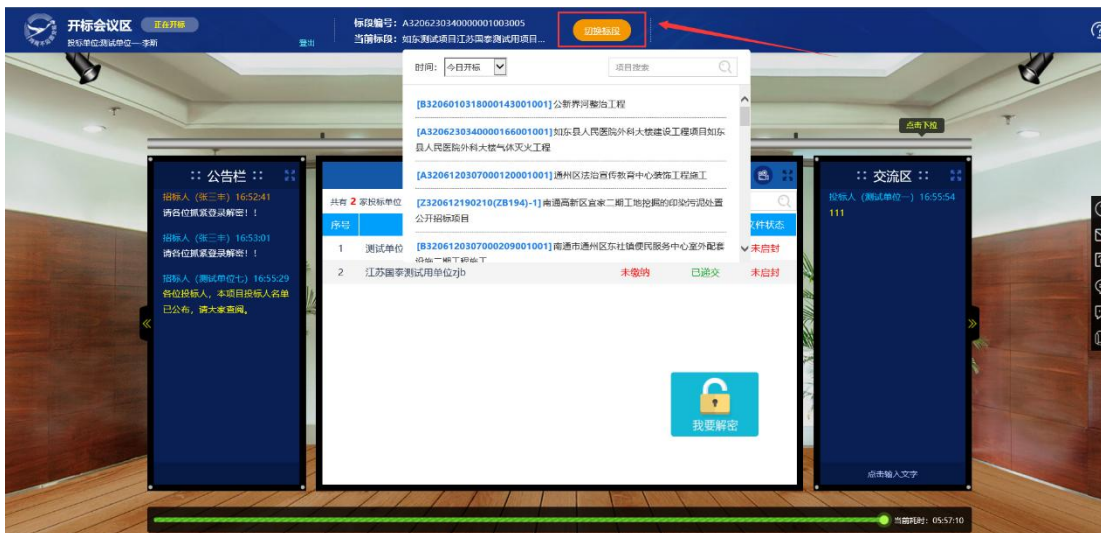 开标会议区 正在开标
投标单位:测试单位一 李昕 登出
标段编号：A3206230340000001003005
当前标段：如东测试项目江苏国泰测试用项目...
切换标段
时间： 今日开标 项目搜索
[B3206010318000143001001]公新界河整治工程
[A3206230340000166001001]如东县人民医院外科大楼建设工程项目如东
县人民医院外科大楼气体灭火工程
[A3206120307000120001001]通州区法治宣传教育中心装饰工程施工
[Z320612190210(ZB194)-1]南通高新区宜家二期工地挖掘的印染污泥处置
公开招标项目
[B3206120307000209001001]南通市通州区东社镇便民服务中心室外配套
设施二期工程施工
点击下拉
:: 公告栏 ::
招标人（张三丰）16:52:41
请各位抓紧登录解密！！
招标人（张三丰）16:53:01
请各位抓紧登录解密！！
招标人（测试单位七）16:55:29
各位投标人，本项目投标人名单
已公布，请大家查阅。
共有 2 家投标单位
序号 文件状态
1 测试单位 未启封
2 江苏国泰测试用单位zjb 未缴纳 已递交 未启封
我要解密
:: 交流区 ::
投标人（测试单位一）16:55:54
111
点击输入文字
当前耗时：05:57:10